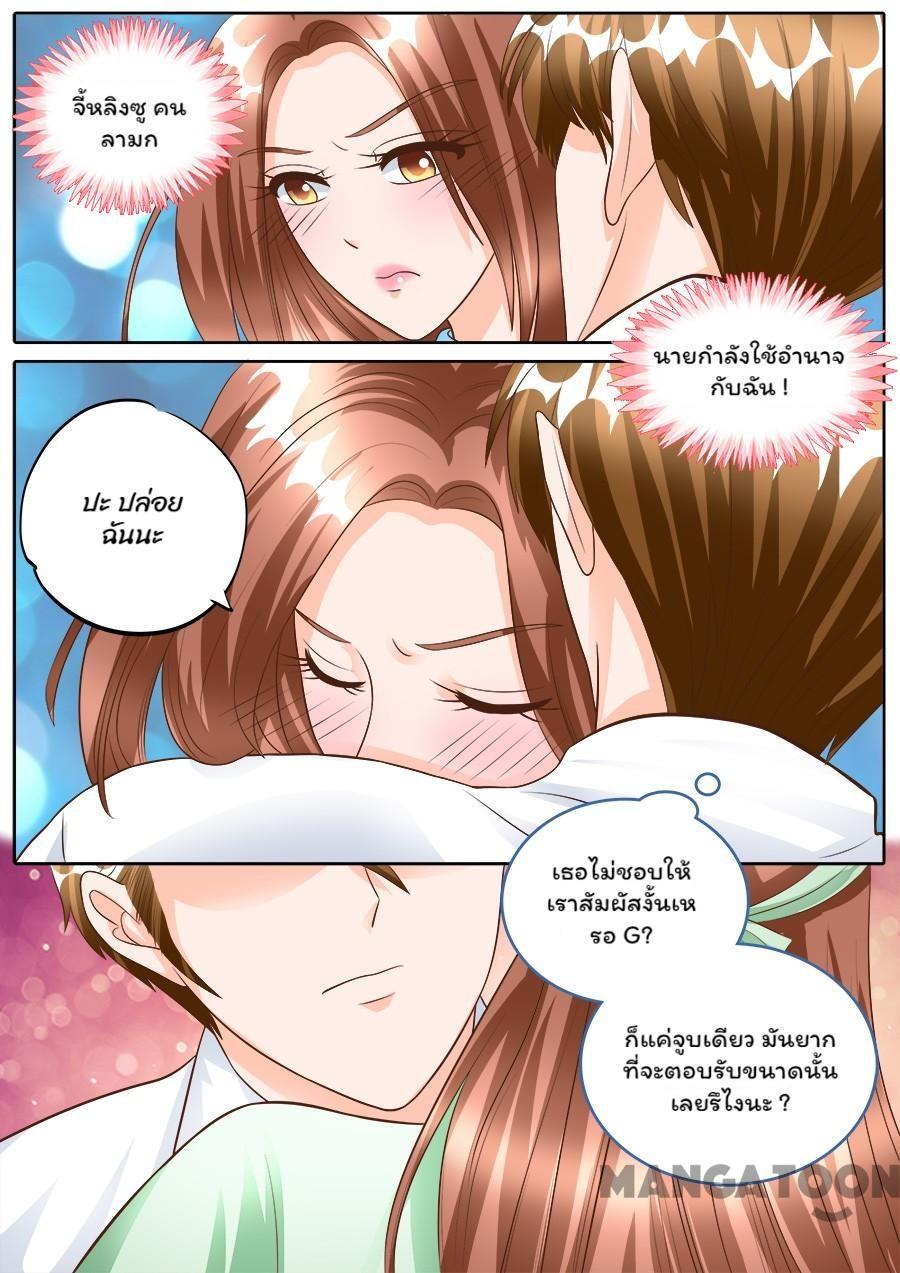 จี้หลิงซู คน
ลามก
นายกำลังใช้อำนาจ
กับฉัน !
ปะ ปล่อย
ฉันนะ
เธอไม่ชอบให้
เราสัมผัสงั้นเห
รอ G?
ก็แค่จูบเดียว มันยาก
ที่จะตอบรับขนาดนั้น
เลยรึไงนะ ?
MANGATOON